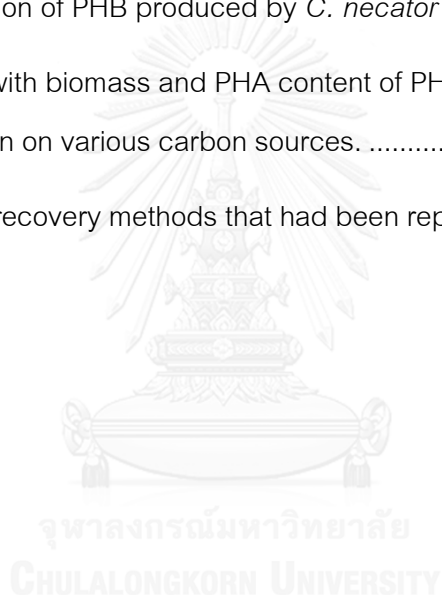 on of PHB produced by C. necator
with biomass and PHA content of PH
n on various carbon sources. ..........
recovery methods that had been rep
จุฬาลงกรณ์มหาวิทยาลัย
CHULALONGKORN UNIVERSITY